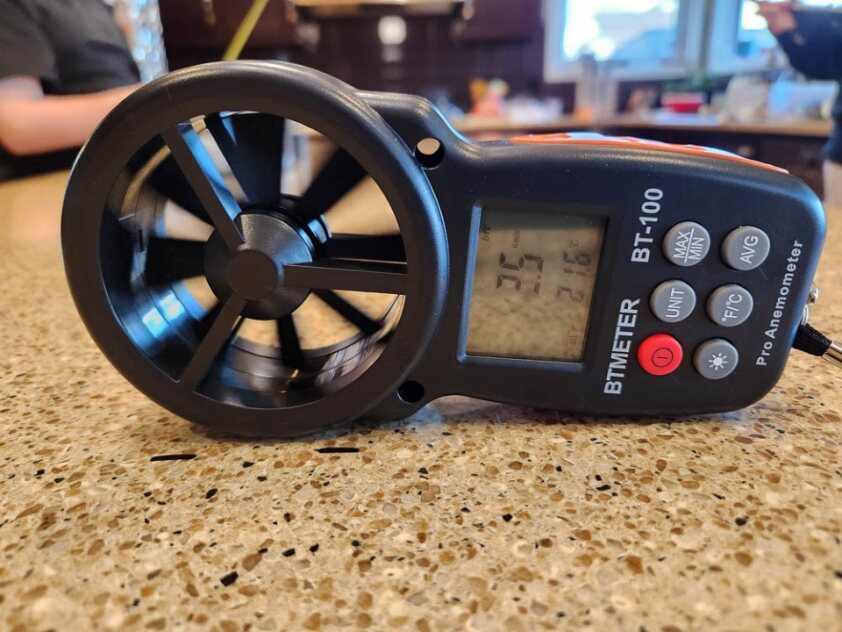 BTMETER BT-100
MAX
MIN
AVG
UNIT
°F/°C
Pro Anemometer